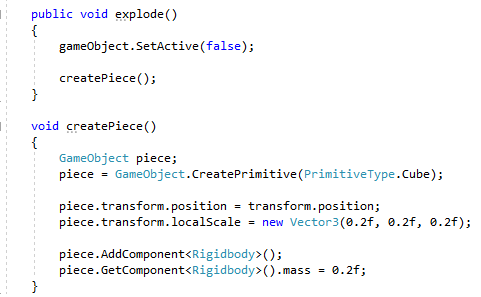 public void explode()
{
gameObject.SetActive(false);
createPiece();
}
void createPiece()
{
GameObject piece;
piece = GameObject.CreatePrimitive(PrimitiveType.Cube);
piece.transform.position = transform.position;
piece.transform.localScale = new Vector3(0.2f, 0.2f, 0.2f);
piece.AddComponent<Rigidbody>();
piece.GetComponent<Rigidbody>().mass = 0.2f;
}